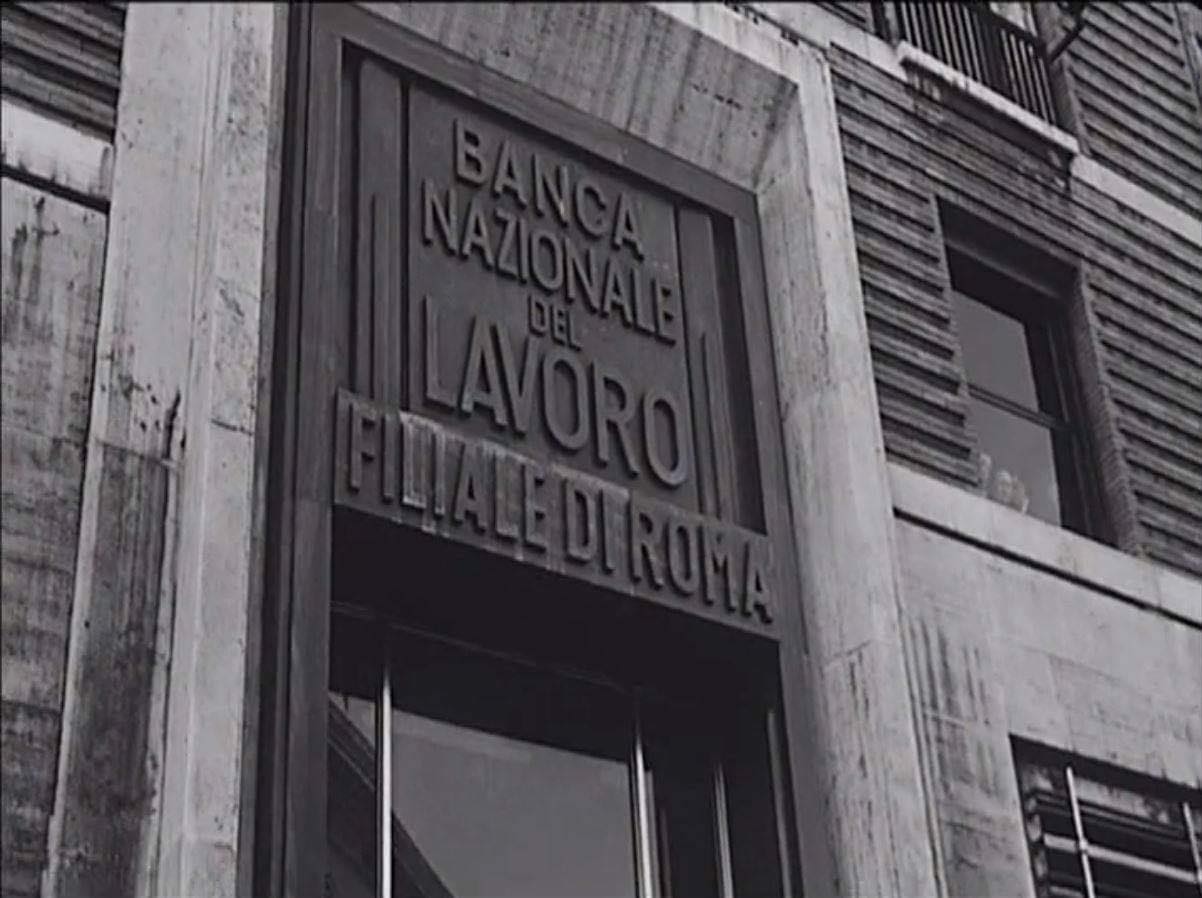 BANCA
NAZIONALE
DEL
LAVORO
FILIALE DI ROMA